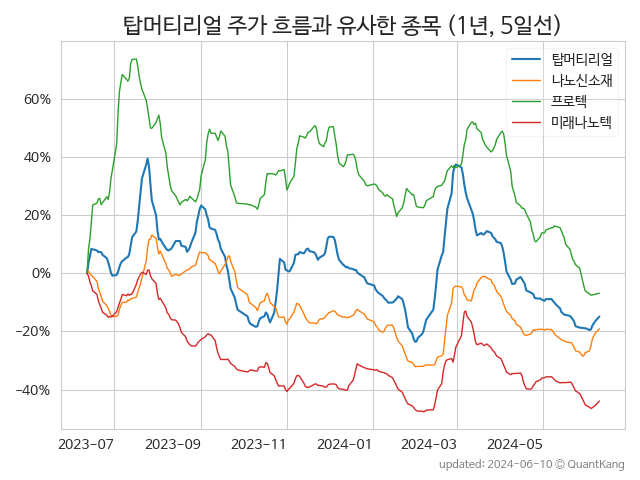 탑머티리얼 주가 흐름과 유사한 종목 (1년, 5일선)
탑머티리얼
나노신소재
프로텍
미래나노텍
60%
40%
20%
0%
−20%
−40%
2023-07 2023-09 2023-11 2024-01 2024-03 2024-05
updated: 2024-06-10 © QuantKang